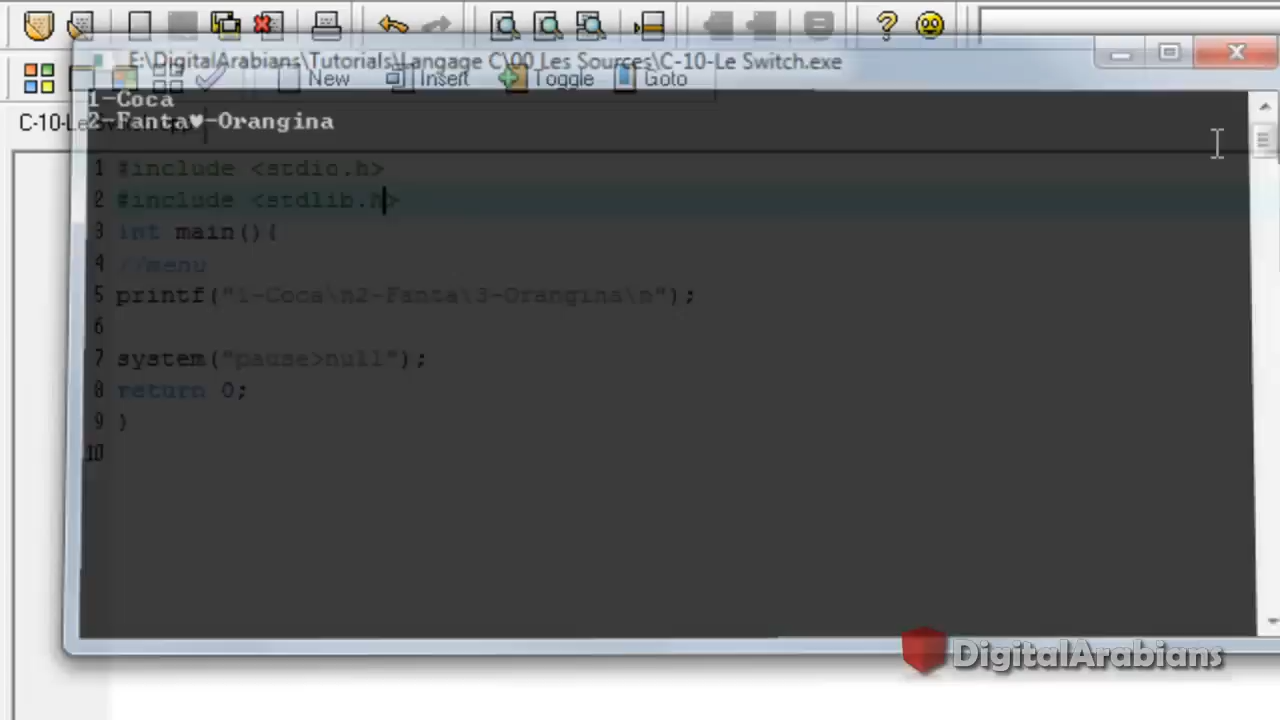 E:\DigitalArabians\Tutorials\Langage C\00 Les Sources\C-10-Le Switch.exe
New Insert Toggle Goto
1-Coca
2-Fanta♥-Orangina
C-10-Le
1 #include <stdio.h>
2 #include <stdlib.h>
3 int main(){
4 //menu
5 printf("1-Coca\n2-Fanta\3-Orangina\n");
6
7 system("pause>null");
8 return 0;
9 }
10
DigitalArabians